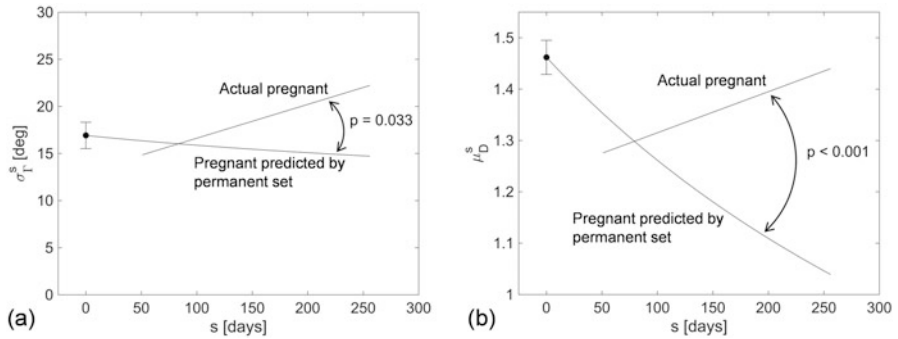 30
25
20
15
10
5
0
σΓˢ [deg]
Actual pregnant
p = 0.033
Pregnant predicted by
permanent set
0 50 100 150 200 250 300
s [days]
(a)
1.5
1.4
1.3
1.2
1.1
1
μDˢ
Actual pregnant
p < 0.001
Pregnant predicted by
permanent set
0 50 100 150 200 250 300
s [days]
(b)